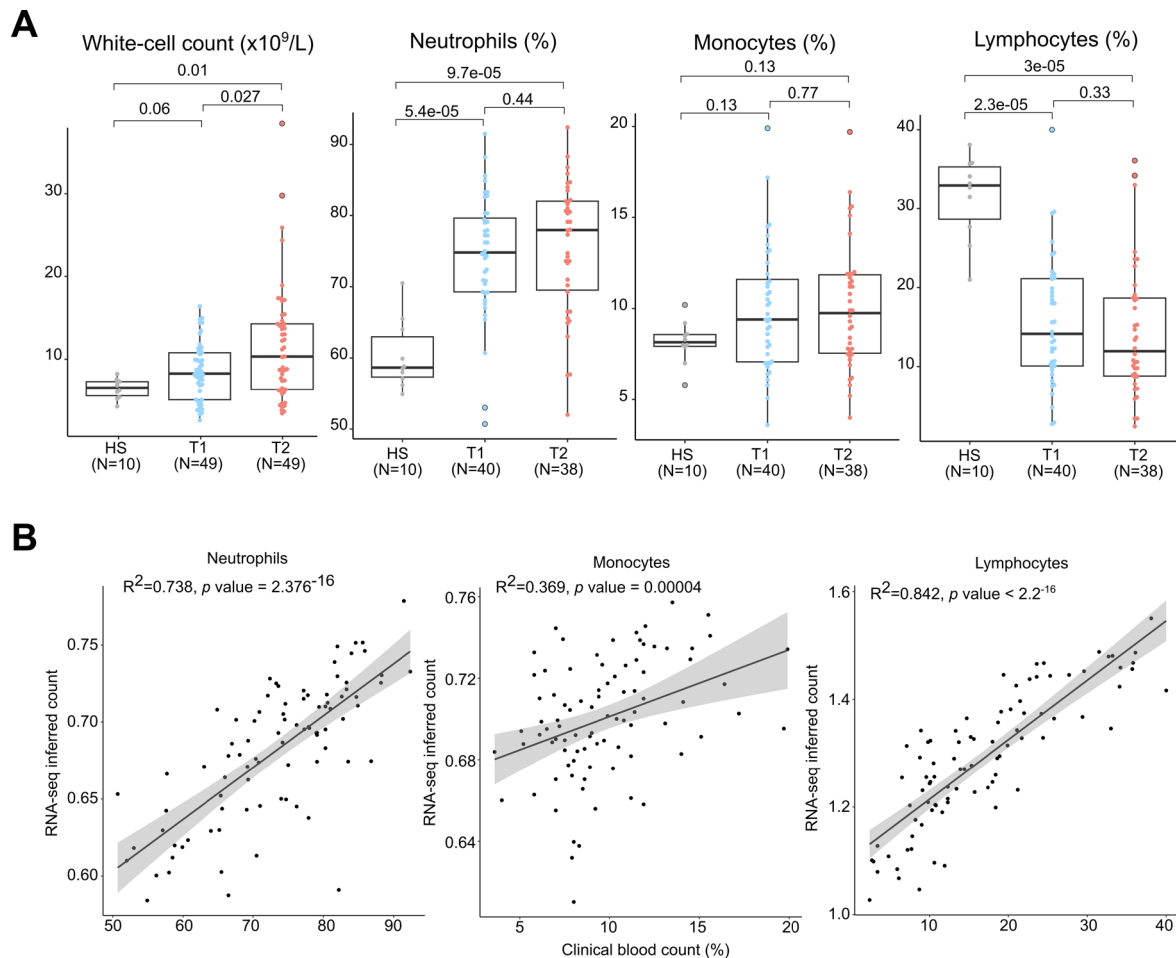 A
White-cell count (x10⁹/L)
0.01
0.06
0.027
30
20
10
HS
(N=10)
T1
(N=49)
T2
(N=49)
Neutrophils (%)
9.7e-05
5.4e-05
0.44
90
80
70
60
50
HS
(N=10)
T1
(N=40)
T2
(N=38)
Monocytes (%)
0.13
0.13
0.77
20
15
10
5
HS
(N=10)
T1
(N=40)
T2
(N=38)
Lymphocytes (%)
3e-05
2.3e-05
0.33
40
30
20
10
HS
(N=10)
T1
(N=40)
T2
(N=38)
B
Neutrophils
R²=0.738, p value = 2.376⁻¹⁶
RNA-seq inferred count
0.75
0.70
0.65
0.60
50 60 70 80 90
Monocytes
R²=0.369, p value = 0.00004
RNA-seq inferred count
0.76
0.72
0.68
0.64
5 10 15 20
Clinical blood count (%)
Lymphocytes
R²=0.842, p value < 2.2⁻¹⁶
RNA-seq inferred count
1.6
1.4
1.2
1.0
10 20 30 40